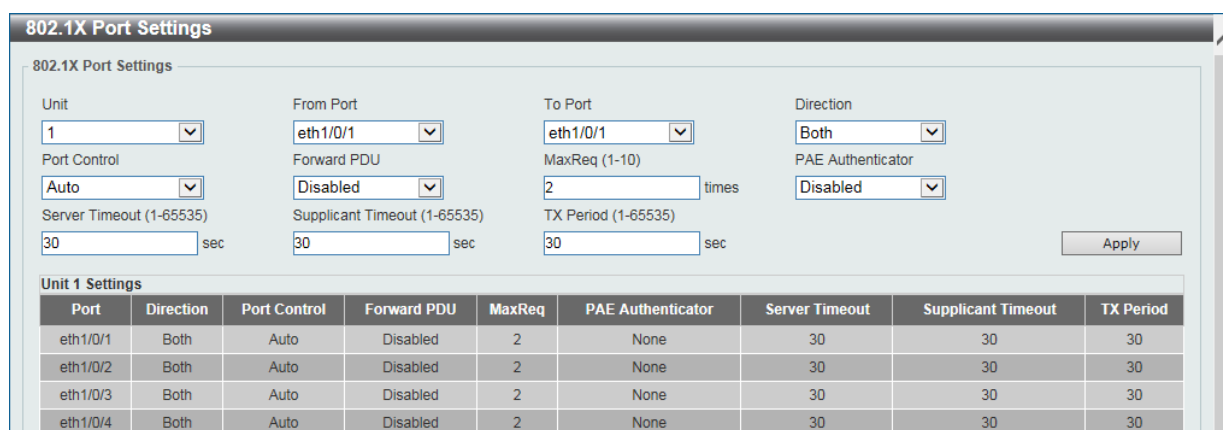 802.1X Port Settings
802.1X Port Settings
Unit From Port To Port Direction
1 eth1/0/1 eth1/0/1 Both
Port Control Forward PDU MaxReq (1-10) PAE Authenticator
Auto Disabled 2 times Disabled
Server Timeout (1-65535) Supplicant Timeout (1-65535) TX Period (1-65535)
30 sec 30 sec 30 sec Apply
Unit 1 Settings
Port Direction Port Control Forward PDU MaxReq PAE Authenticator Server Timeout Supplicant Timeout TX Period
eth1/0/1 Both Auto Disabled 2 None 30 30 30
eth1/0/2 Both Auto Disabled 2 None 30 30 30
eth1/0/3 Both Auto Disabled 2 None 30 30 30
eth1/0/4 Both Auto Disabled 2 None 30 30 30